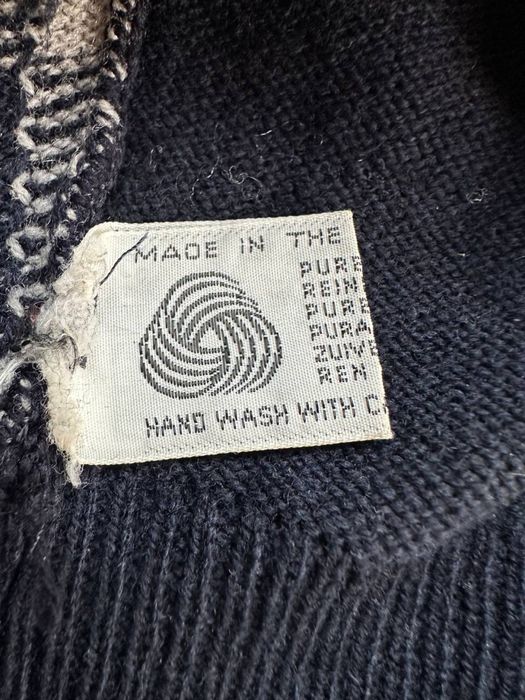 MADE IN THE
PURE
REIN
PURE
PURA
ZUIVE
REN
HAND WASH WITH C